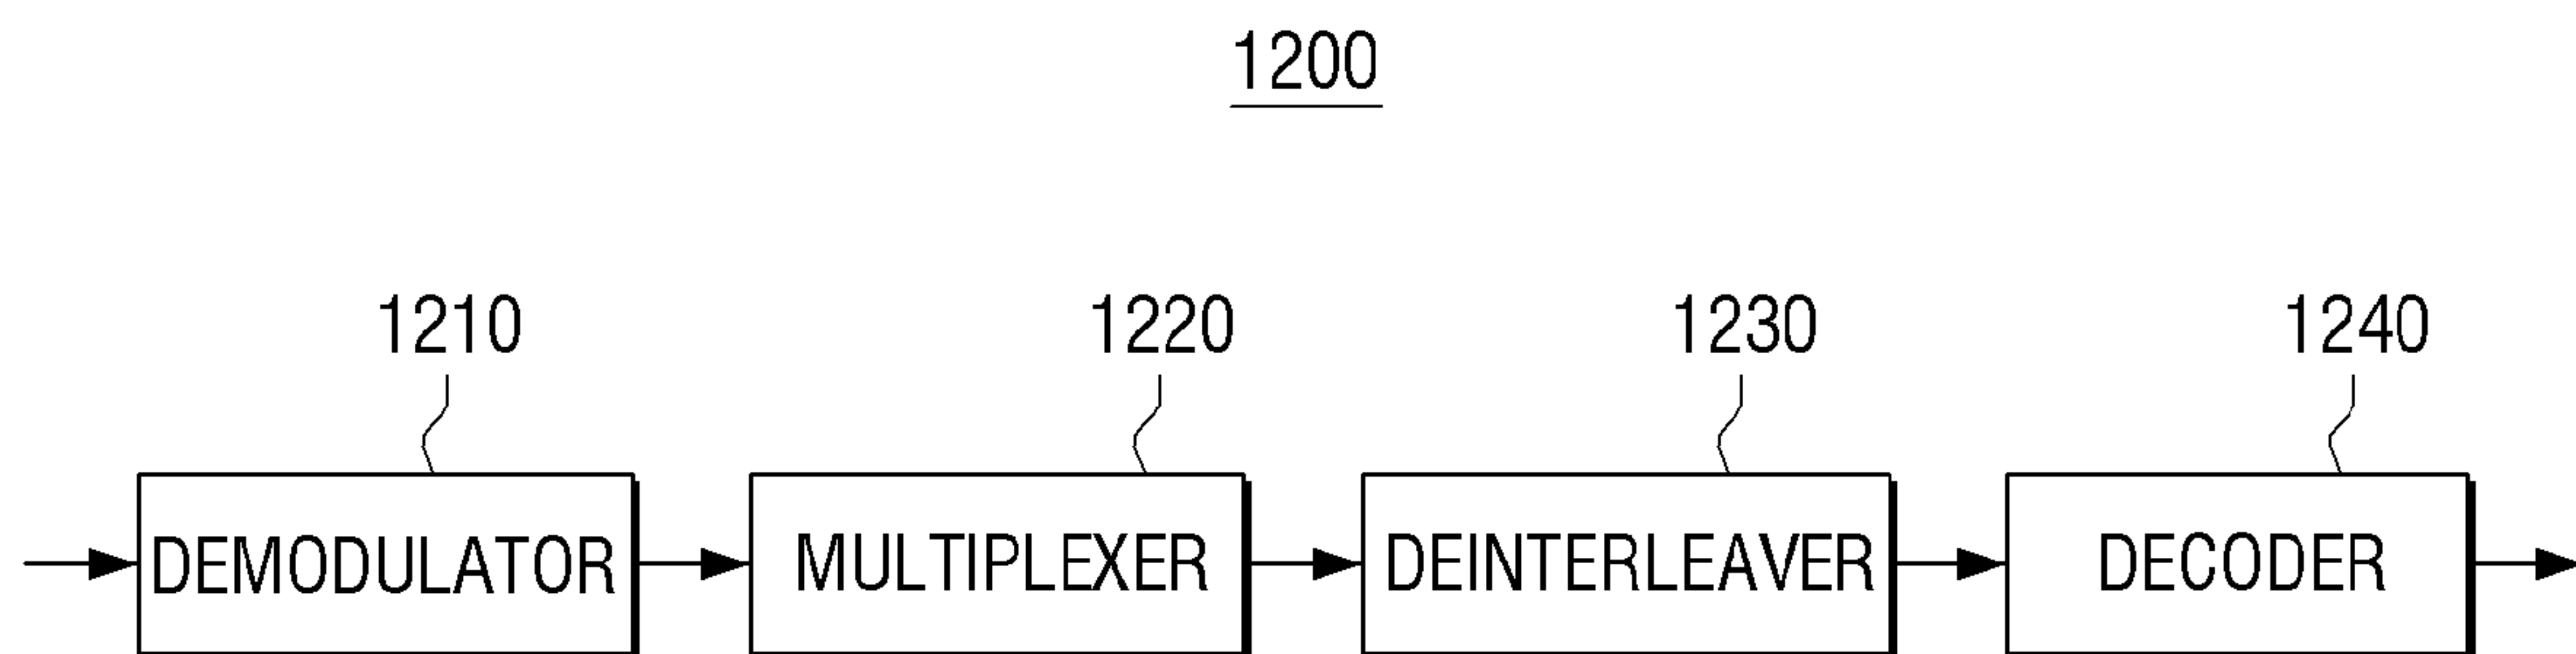 1200
1210 1220 1230 1240
DEMODULATOR MULTIPLEXER DEINTERLEAVER DECODER